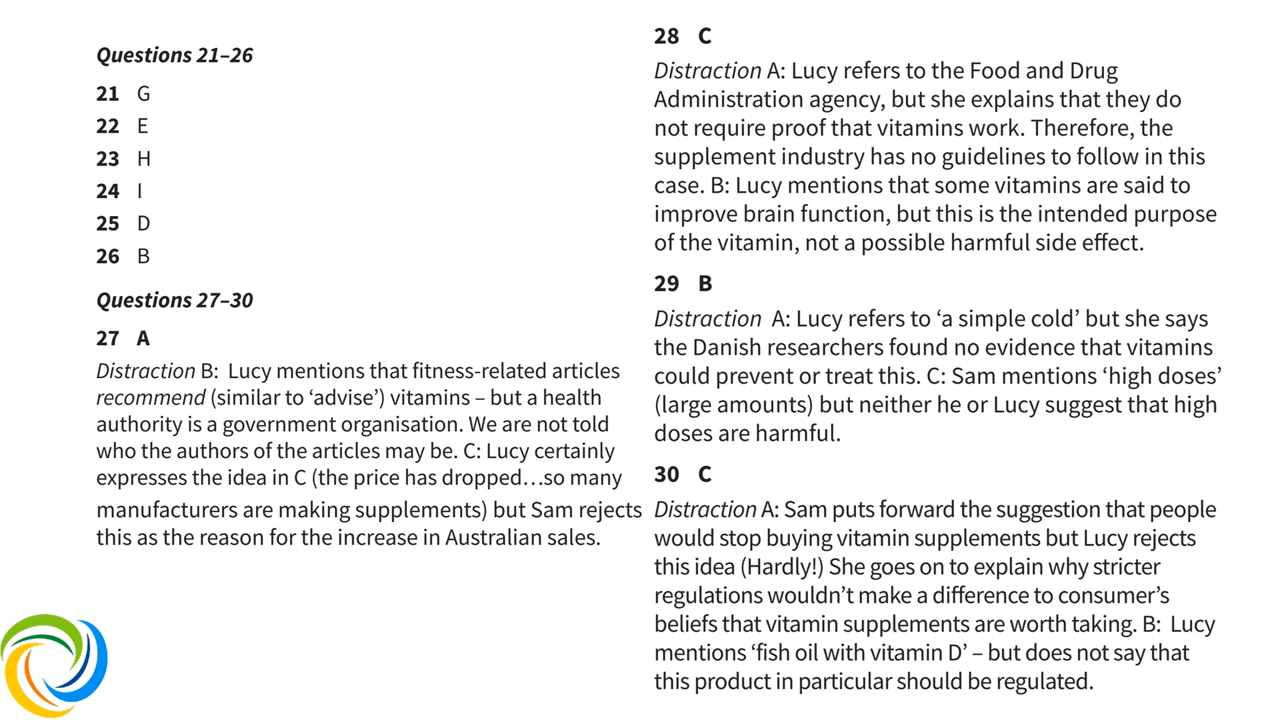 Questions 21–26
21 G
22 E
23 H
24 I
25 D
26 B
Questions 27–30
27 A
Distraction B: Lucy mentions that fitness-related articles
recommend (similar to ‘advise’) vitamins – but a health
authority is a government organisation. We are not told
who the authors of the articles may be. C: Lucy certainly
expresses the idea in C (the price has dropped…so many
manufacturers are making supplements) but Sam rejects
this as the reason for the increase in Australian sales.
28 C
Distraction A: Lucy refers to the Food and Drug
Administration agency, but she explains that they do
not require proof that vitamins work. Therefore, the
supplement industry has no guidelines to follow in this
case. B: Lucy mentions that some vitamins are said to
improve brain function, but this is the intended purpose
of the vitamin, not a possible harmful side effect.
29 B
Distraction A: Lucy refers to ‘a simple cold’ but she says
the Danish researchers found no evidence that vitamins
could prevent or treat this. C: Sam mentions ‘high doses’
(large amounts) but neither he or Lucy suggest that high
doses are harmful.
30 C
Distraction A: Sam puts forward the suggestion that people
would stop buying vitamin supplements but Lucy rejects
this idea (Hardly!) She goes on to explain why stricter
regulations wouldn’t make a difference to consumer’s
beliefs that vitamin supplements are worth taking. B: Lucy
mentions ‘fish oil with vitamin D’ – but does not say that
this product in particular should be regulated.